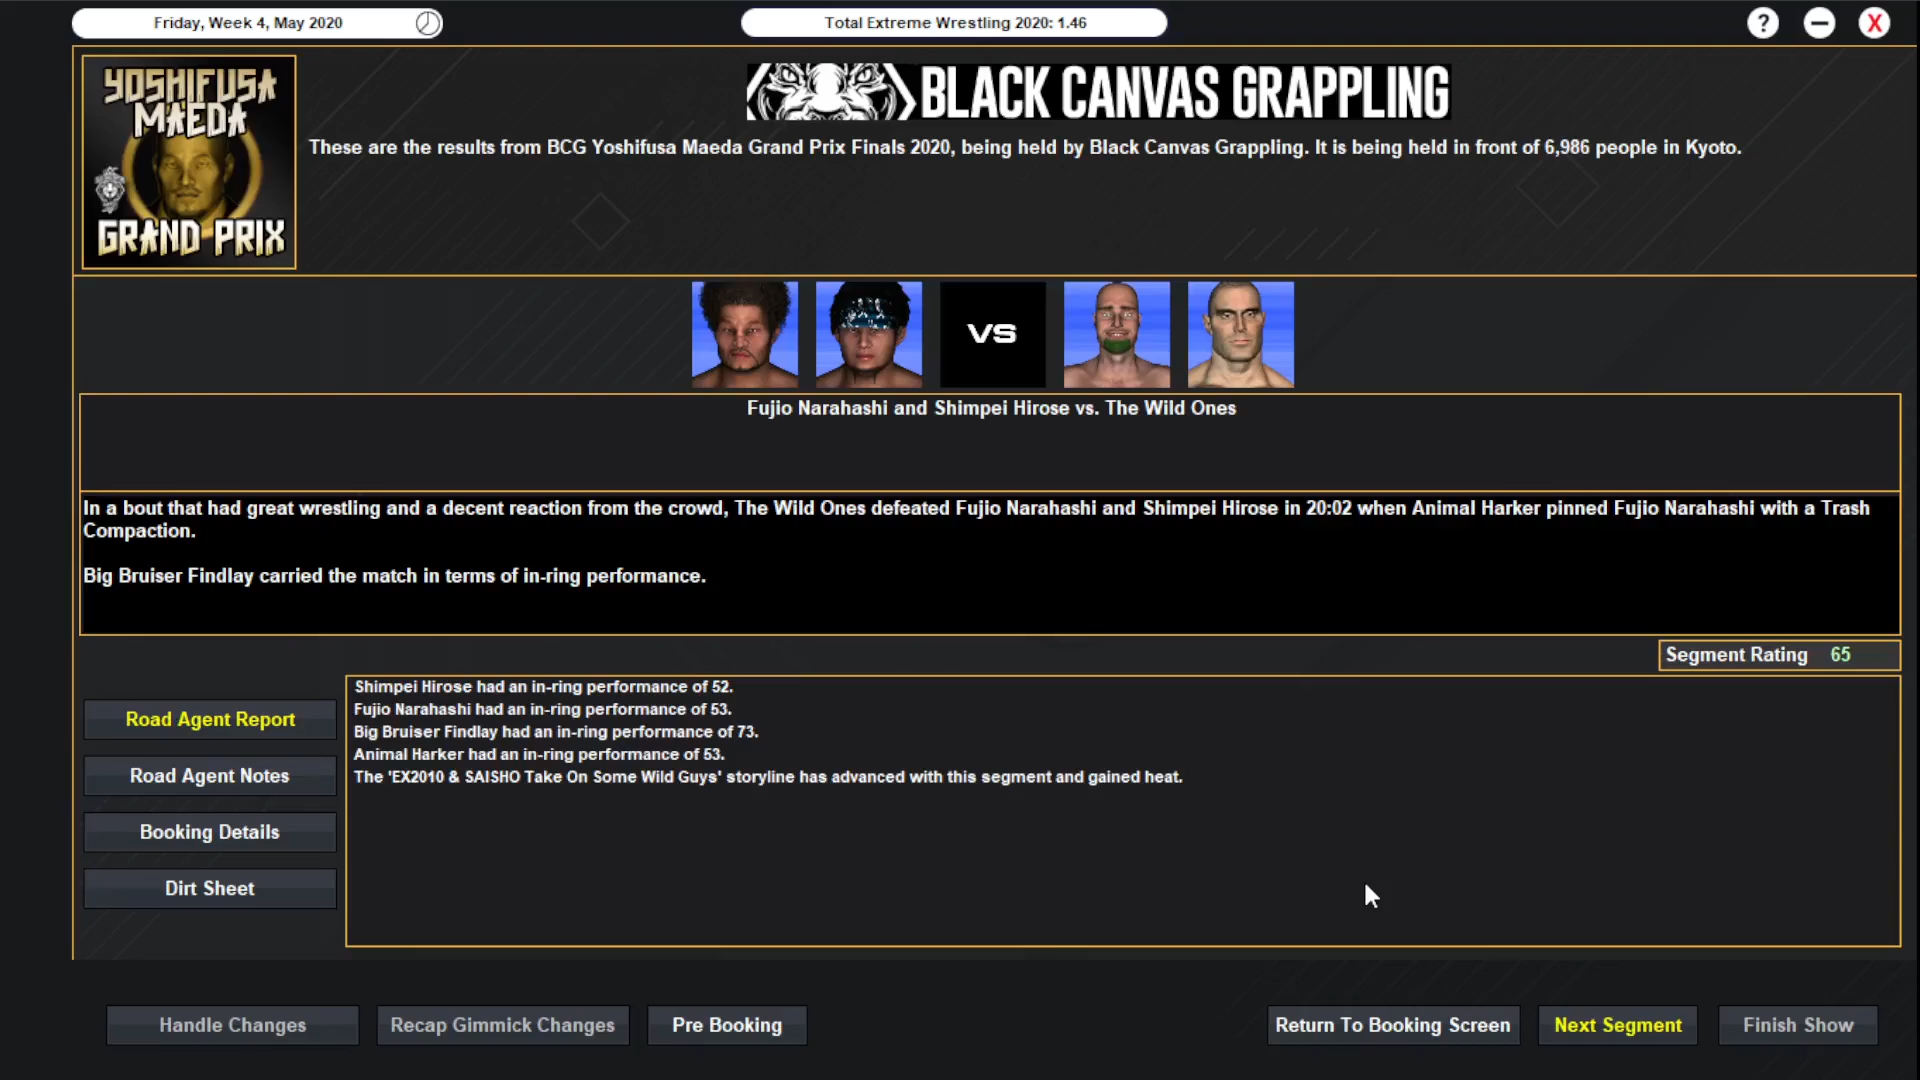 Friday, Week 4, May 2020
Total Extreme Wrestling 2020: 1.46
?
X
YOSHIFUSA
MAEDA
GRAND PRIX
BLACK CANVAS GRAPPLING
These are the results from BCG Yoshifusa Maeda Grand Prix Finals 2020, being held by Black Canvas Grappling. It is being held in front of 6,986 people in Kyoto.
VS
Fujio Narahashi and Shimpei Hirose vs. The Wild Ones
In a bout that had great wrestling and a decent reaction from the crowd, The Wild Ones defeated Fujio Narahashi and Shimpei Hirose in 20:02 when Animal Harker pinned Fujio Narahashi with a Trash
Compaction.
Big Bruiser Findlay carried the match in terms of in-ring performance.
Segment Rating 65
Road Agent Report
Road Agent Notes
Booking Details
Dirt Sheet
Shimpei Hirose had an in-ring performance of 52.
Fujio Narahashi had an in-ring performance of 53.
Big Bruiser Findlay had an in-ring performance of 73.
Animal Harker had an in-ring performance of 53.
The 'EX2010 & SAISHO Take On Some Wild Guys' storyline has advanced with this segment and gained heat.
Handle Changes
Recap Gimmick Changes
Pre Booking
Return To Booking Screen
Next Segment
Finish Show